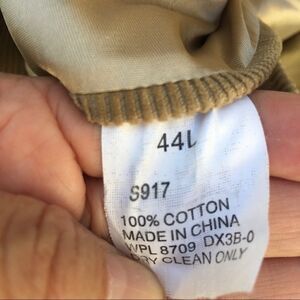 44L
S917
100% COTTON
MADE IN CHINA
WPL 8709 DX3B-0
DRY CLEAN ONLY